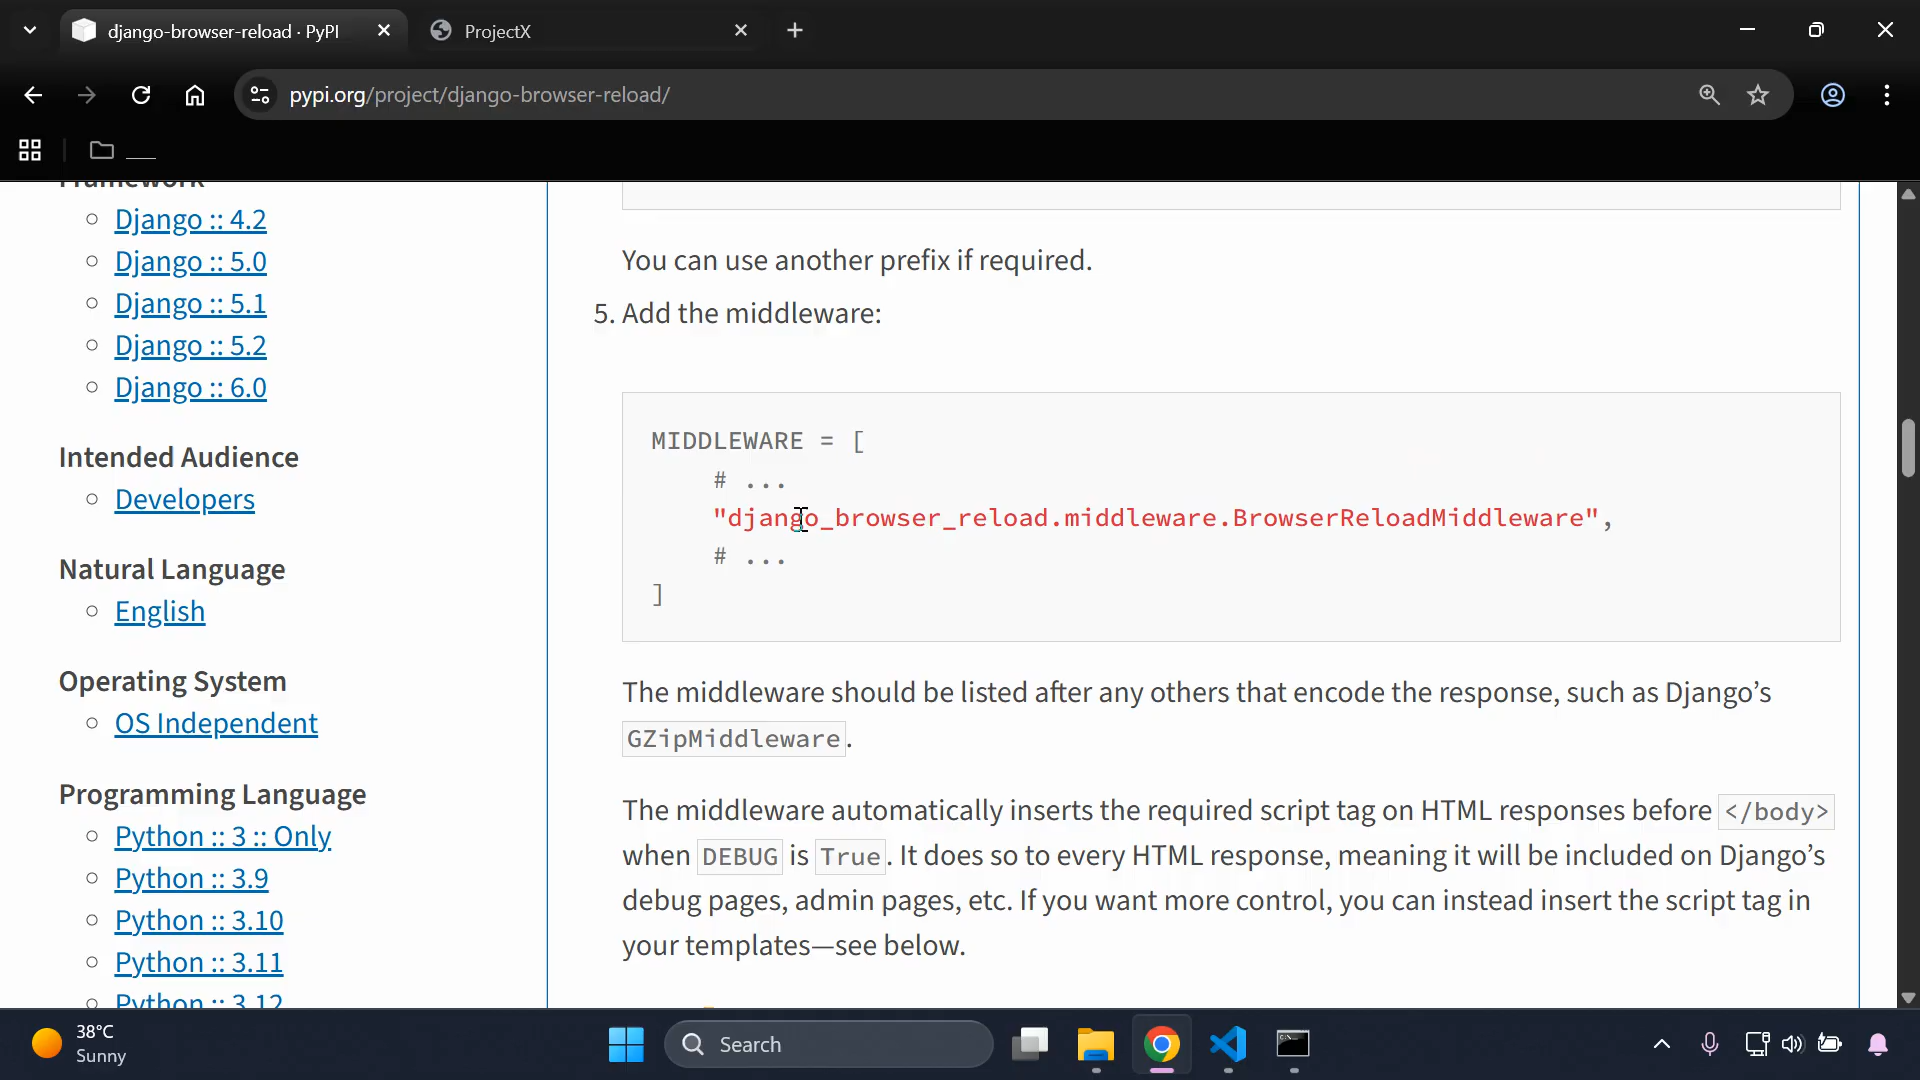 django-browser-reload · PyPI
ProjectX
pypi.org/project/django-browser-reload/
Framework
Django :: 4.2
Django :: 5.0
Django :: 5.1
Django :: 5.2
Django :: 6.0
Intended Audience
Developers
Natural Language
English
Operating System
OS Independent
Programming Language
Python :: 3 :: Only
Python :: 3.9
Python :: 3.10
Python :: 3.11
Python :: 3.12
You can use another prefix if required.
5. Add the middleware:
MIDDLEWARE = [
# ...
"django_browser_reload.middleware.BrowserReloadMiddleware",
# ...
]
The middleware should be listed after any others that encode the response, such as Django’s
GZipMiddleware.
The middleware automatically inserts the required script tag on HTML responses before </body>
when DEBUG is True. It does so to every HTML response, meaning it will be included on Django’s
debug pages, admin pages, etc. If you want more control, you can instead insert the script tag in
your templates—see below.
38°C
Sunny
Search